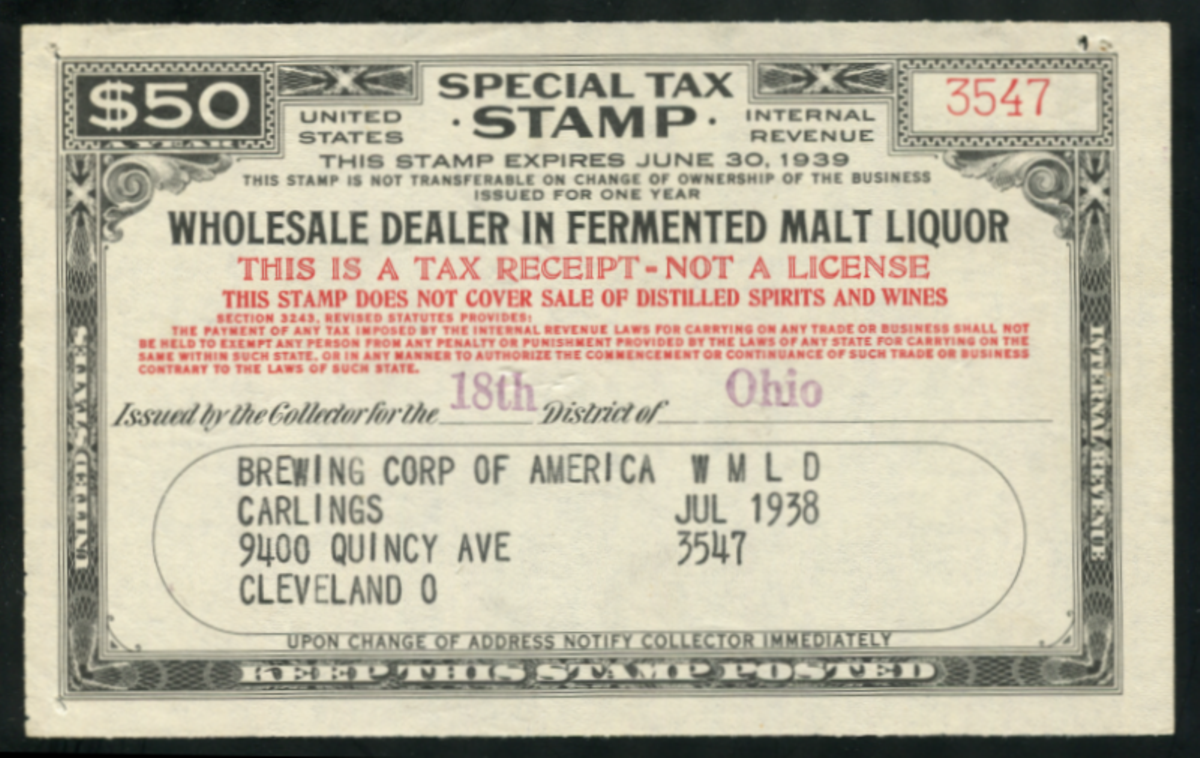 $50
A YEAR
UNITED STATES
SPECIAL TAX
· STAMP ·
INTERNAL REVENUE
3547
THIS STAMP EXPIRES JUNE 30, 1939
THIS STAMP IS NOT TRANSFERABLE ON CHANGE OF OWNERSHIP OF THE BUSINESS
ISSUED FOR ONE YEAR
WHOLESALE DEALER IN FERMENTED MALT LIQUOR
THIS IS A TAX RECEIPT - NOT A LICENSE
THIS STAMP DOES NOT COVER SALE OF DISTILLED SPIRITS AND WINES
SECTION 3243, REVISED STATUTES PROVIDES:
THE PAYMENT OF ANY TAX IMPOSED BY THE INTERNAL REVENUE LAWS FOR CARRYING ON ANY TRADE OR BUSINESS SHALL NOT
BE HELD TO EXEMPT ANY PERSON FROM ANY PENALTY OR PUNISHMENT PROVIDED BY THE LAWS OF ANY STATE FOR CARRYING ON THE
SAME WITHIN SUCH STATE, OR IN ANY MANNER TO AUTHORIZE THE COMMENCEMENT OR CONTINUANCE OF SUCH TRADE OR BUSINESS
CONTRARY TO THE LAWS OF SUCH STATE.
Issued by the Collector for the 18th District of Ohio
BREWING CORP OF AMERICA W M L D
CARLINGS JUL 1938
9400 QUINCY AVE 3547
CLEVELAND O
UPON CHANGE OF ADDRESS NOTIFY COLLECTOR IMMEDIATELY
KEEP THIS STAMP POSTED
UNITED STATES
INTERNAL REVENUE